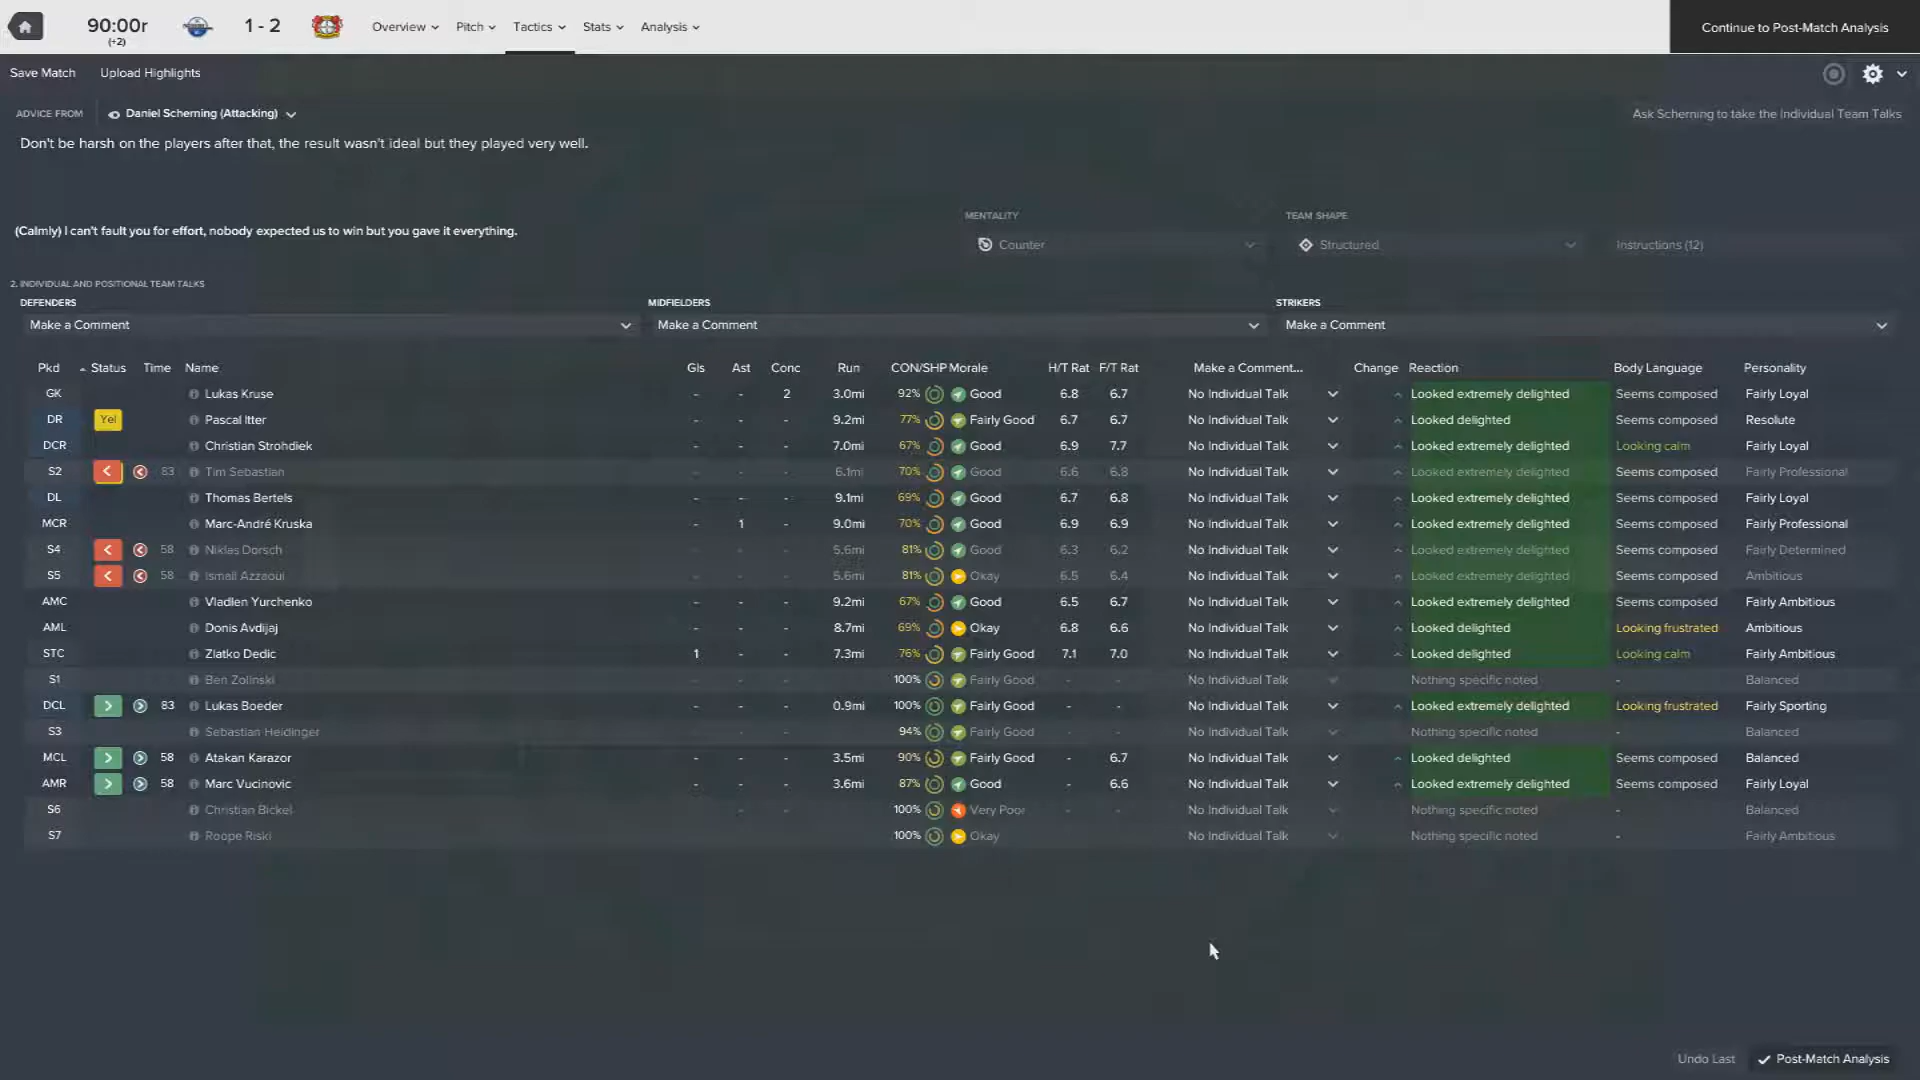 90:00r 1 - 2 Overview Pitch Tactics Stats Analysis Continue to Post-Match Analysis
(+2)
Save Match Upload Highlights
ADVICE FROM Daniel Scherning (Attacking) Ask Scherning to take the Individual Team Talks
Don't be harsh on the players after that, the result wasn't ideal but they played very well.
MENTALITY TEAM SHAPE
(Calmly) I can't fault you for effort, nobody expected us to win but you gave it everything.
Counter Structured Instructions (12)
2. INDIVIDUAL AND POSITIONAL TEAM TALKS
DEFENDERS MIDFIELDERS STRIKERS
Make a Comment Make a Comment Make a Comment
Pkd Status Time Name Gls Ast Conc Run CON/SHP Morale H/T Rat F/T Rat Make a Comment... Change Reaction Body Language Personality
GK Lukas Kruse - - 2 3.0mi 92% Good 6.8 6.7 No Individual Talk Looked extremely delighted Seems composed Fairly Loyal
DR Yel Pascal Itter - - - 9.2mi 77% Fairly Good 6.7 6.7 No Individual Talk Looked delighted Seems composed Resolute
DCR Christian Strohdiek - - - 7.0mi 67% Good 6.9 7.7 No Individual Talk Looked extremely delighted Looking calm Fairly Loyal
S2 83 Tim Sebastian - - - 6.1mi 70% Good 6.6 6.8 No Individual Talk Looked extremely delighted Seems composed Fairly Professional
DL Thomas Bertels - - - 9.1mi 69% Good 6.7 6.8 No Individual Talk Looked extremely delighted Seems composed Fairly Loyal
MCR Marc-André Kruska - 1 - 9.0mi 70% Good 6.9 6.9 No Individual Talk Looked extremely delighted Seems composed Fairly Professional
S4 58 Niklas Dorsch - - - 5.6mi 81% Good 6.3 6.2 No Individual Talk Looked extremely delighted Seems composed Fairly Determined
S5 58 Ismail Azzaoui - - - 5.6mi 81% Okay 6.5 6.4 No Individual Talk Looked extremely delighted Seems composed Ambitious
AMC Vladlen Yurchenko - - - 9.2mi 67% Good 6.5 6.7 No Individual Talk Looked extremely delighted Seems composed Fairly Ambitious
AML Donis Avdijaj - - - 8.7mi 69% Okay 6.8 6.6 No Individual Talk Looked delighted Looking frustrated Ambitious
STC Zlatko Dedic 1 - - 7.3mi 76% Fairly Good 7.1 7.0 No Individual Talk Looked delighted Looking calm Fairly Ambitious
S1 Ben Zolinski - - - 100% Fairly Good - - No Individual Talk Nothing specific noted - Balanced
DCL 83 Lukas Boeder - - - 0.9mi 100% Fairly Good - - No Individual Talk Looked extremely delighted Looking frustrated Fairly Sporting
S3 Sebastian Heidinger - - - 94% Fairly Good - - No Individual Talk Nothing specific noted - Balanced
MCL 58 Atakan Karazor - - - 3.5mi 90% Fairly Good - 6.7 No Individual Talk Looked delighted Seems composed Balanced
AMR 58 Marc Vucinovic - - - 3.6mi 87% Good - 6.6 No Individual Talk Looked extremely delighted Seems composed Fairly Loyal
S6 Christian Bickel - - 100% Very Poor - - No Individual Talk Nothing specific noted - Balanced
S7 Roope Riski - - - 100% Okay - - No Individual Talk Nothing specific noted - Fairly Ambitious
Undo Last Post-Match Analysis